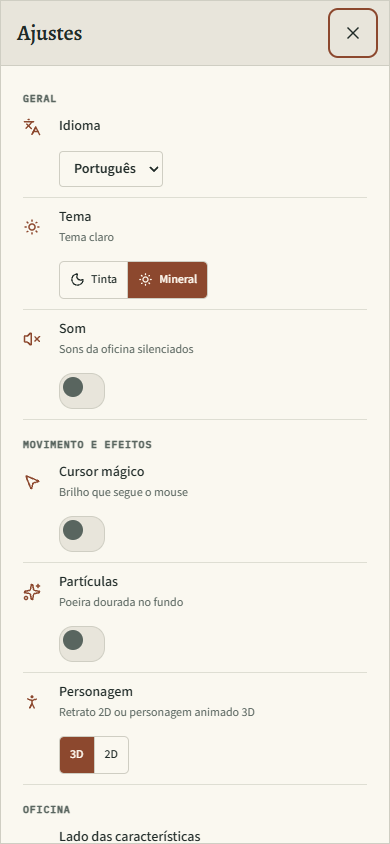 Ajustes
GERAL
Idioma
Português
Tema
Tema claro
Tinta
Mineral
Som
Sons da oficina silenciados
MOVIMENTO E EFEITOS
Cursor mágico
Brilho que segue o mouse
Partículas
Poeira dourada no fundo
Personagem
Retrato 2D ou personagem animado 3D
3D
2D
OFICINA
Lado das características